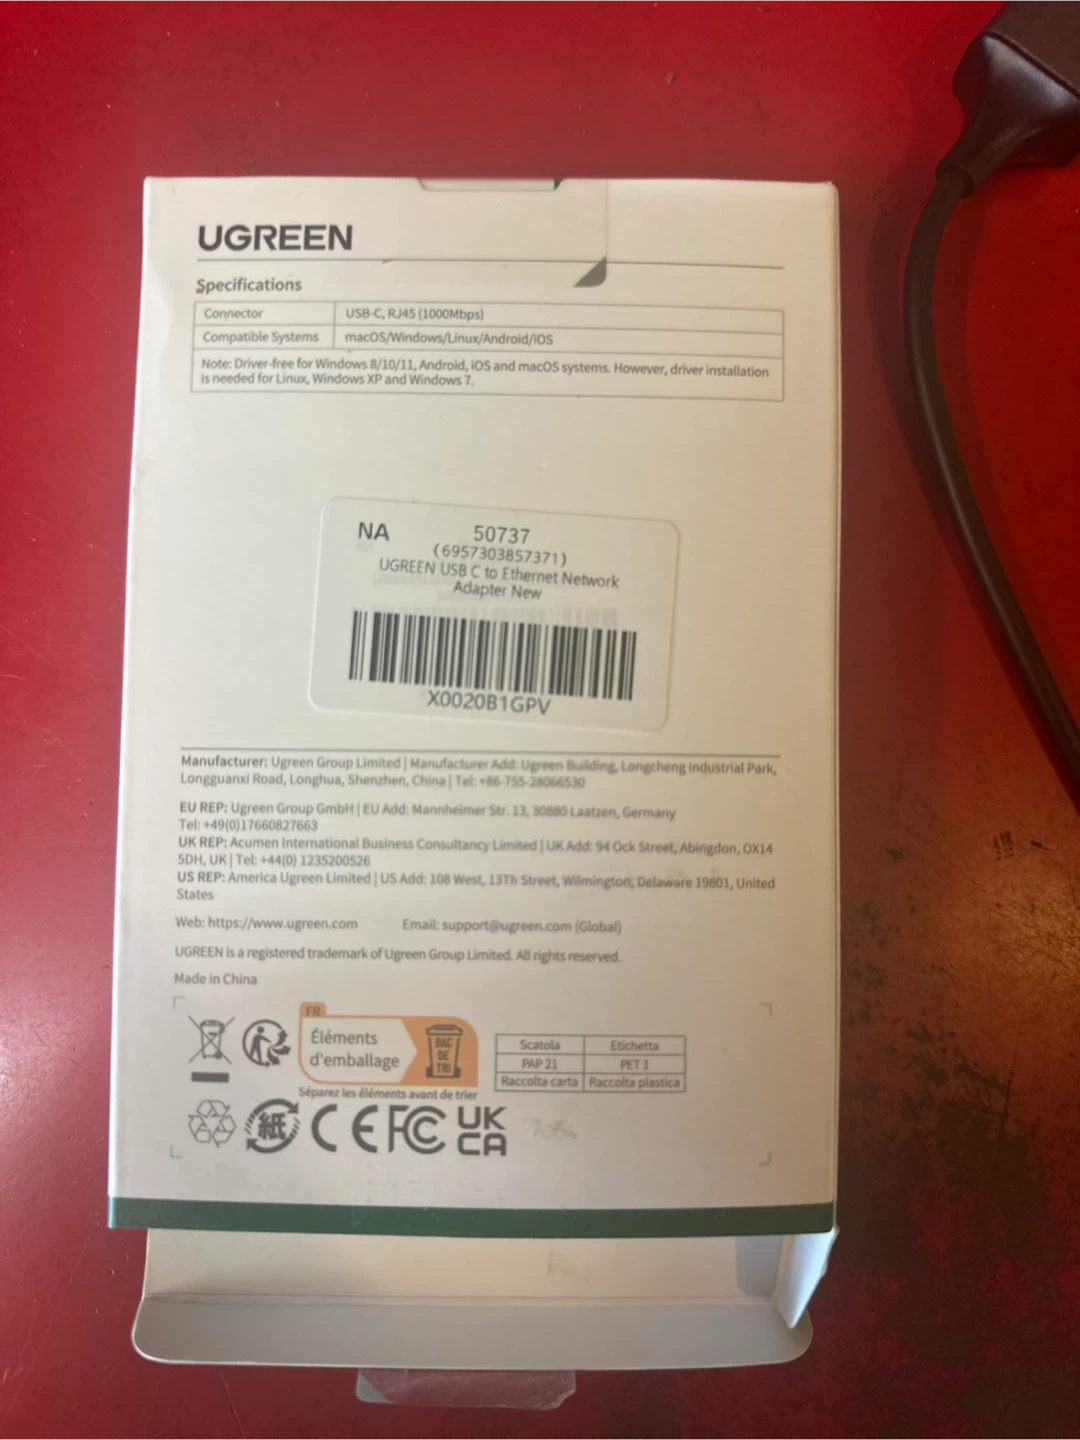 UGREEN
Specifications
Connector USB-C, RJ45 (1000Mbps)
Compatible Systems macOS/Windows/Linux/Android/iOS
Note: Driver-free for Windows 8/10/11, Android, iOS and macOS systems. However, driver installation
is needed for Linux, Windows XP and Windows 7.
NA 50737
(6957303857371)
UGREEN USB C to Ethernet Network
Adapter New
X0020B1GPV
Manufacturer: Ugreen Group Limited | Manufacturer Add: Ugreen Building, Longcheng Industrial Park,
Longguanxi Road, Longhua, Shenzhen, China | Tel: +86-755-28066530
EU REP: Ugreen Group GmbH | EU Add: Mannheimer Str. 13, 30880 Laatzen, Germany
Tel: +49(0)17660827663
UK REP: Acumen International Business Consultancy Limited | UK Add: 94 Ock Street, Abingdon, OX14
5DH, UK | Tel: +44(0) 1235200526
US REP: America Ugreen Limited | US Add: 108 West, 13Th Street, Wilmington, Delaware 19801, United
States
Web: https://www.ugreen.com Email: support@ugreen.com (Global)
UGREEN is a registered trademark of Ugreen Group Limited. All rights reserved.
Made in China
FR
Éléments
d'emballage
BAC
DE
TRI
Séparez les éléments avant de trier
Scatola Etichetta
PAP 21 PET 1
Raccolta carta Raccolta plastica
紙 CE FC UK
CA